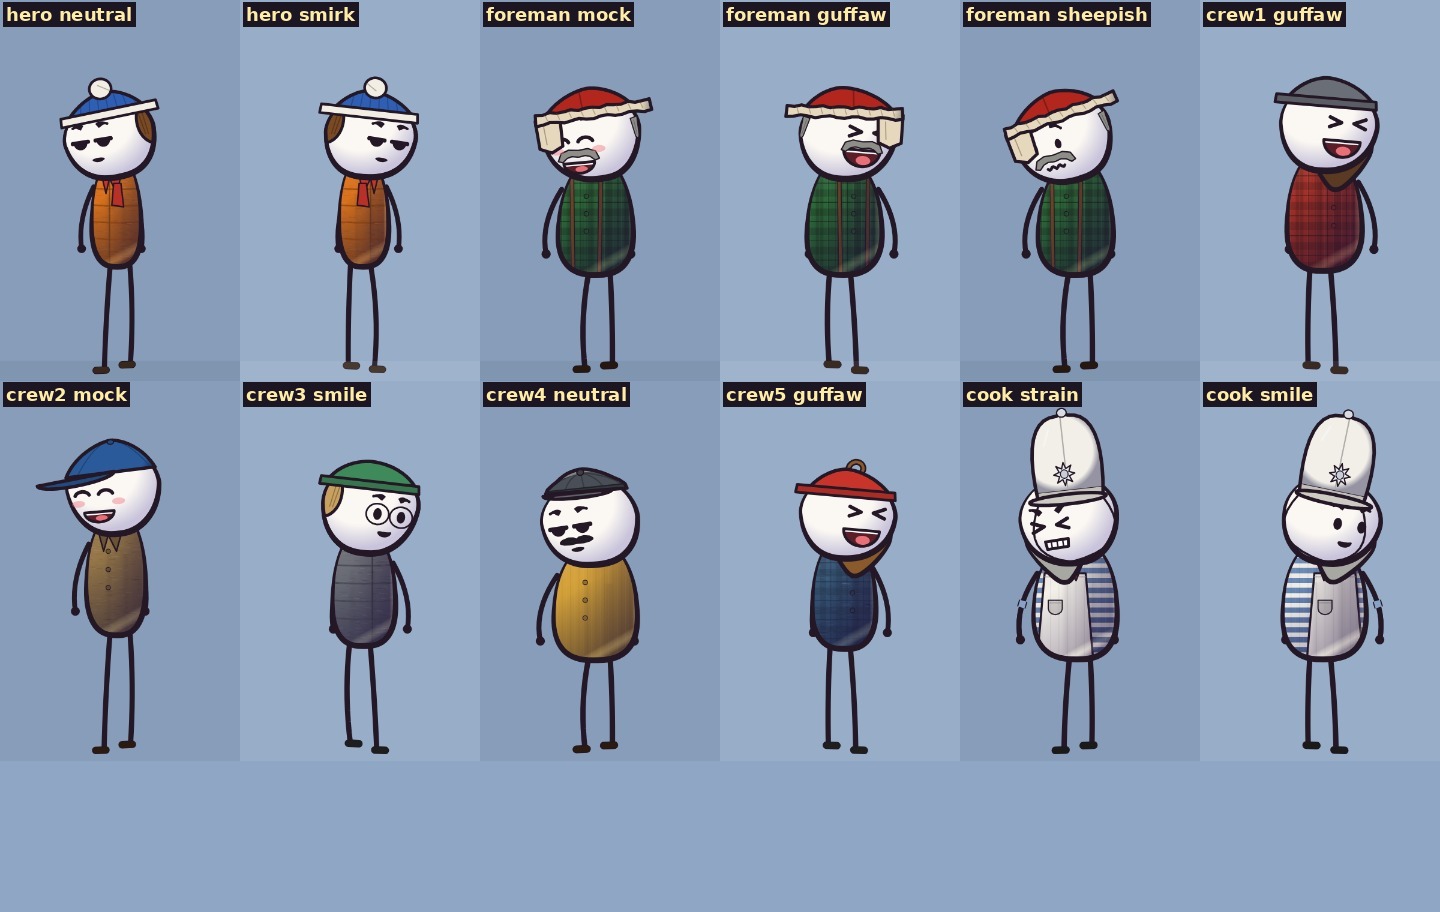 hero neutral
hero smirk
foreman mock
foreman guffaw
foreman sheepish
crew1 guffaw
crew2 mock
crew3 smile
crew4 neutral
crew5 guffaw
cook strain
cook smile